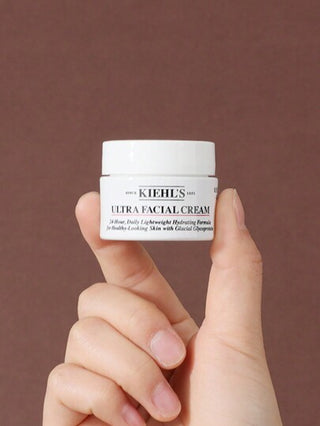 SINCE KIEHL'S 1851
ULTRA FACIAL CREAM
24-Hour, Daily Lightweight Hydrating Formula
for Healthy-Looking Skin with Glacial Glycoprotein